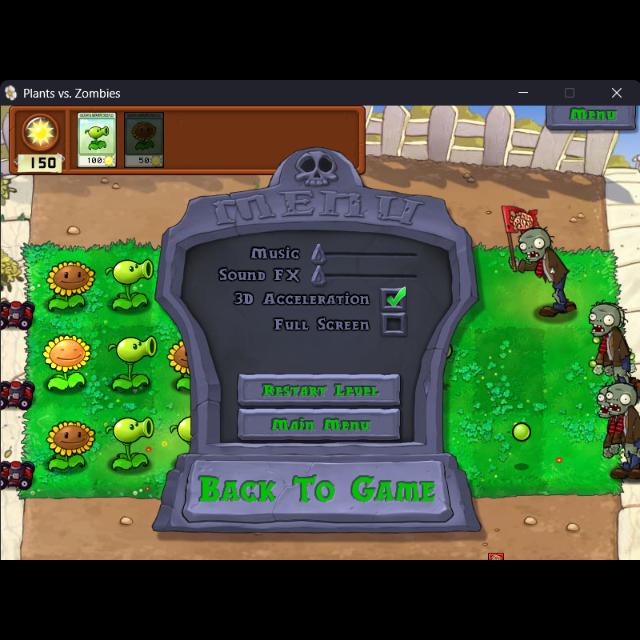 Plants vs. Zombies
MENU
150
100
50
MENU
Music
Sound FX
3D Acceleration
Full Screen
Restart Level
Main Menu
Back To Game